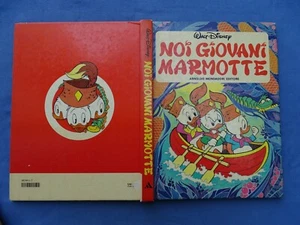 WALT DISNEY
NOI GIOVANI
MARMOTTE
ARNOLDO MONDADORI EDITORE
NOI GIOVANI MARMOTTE